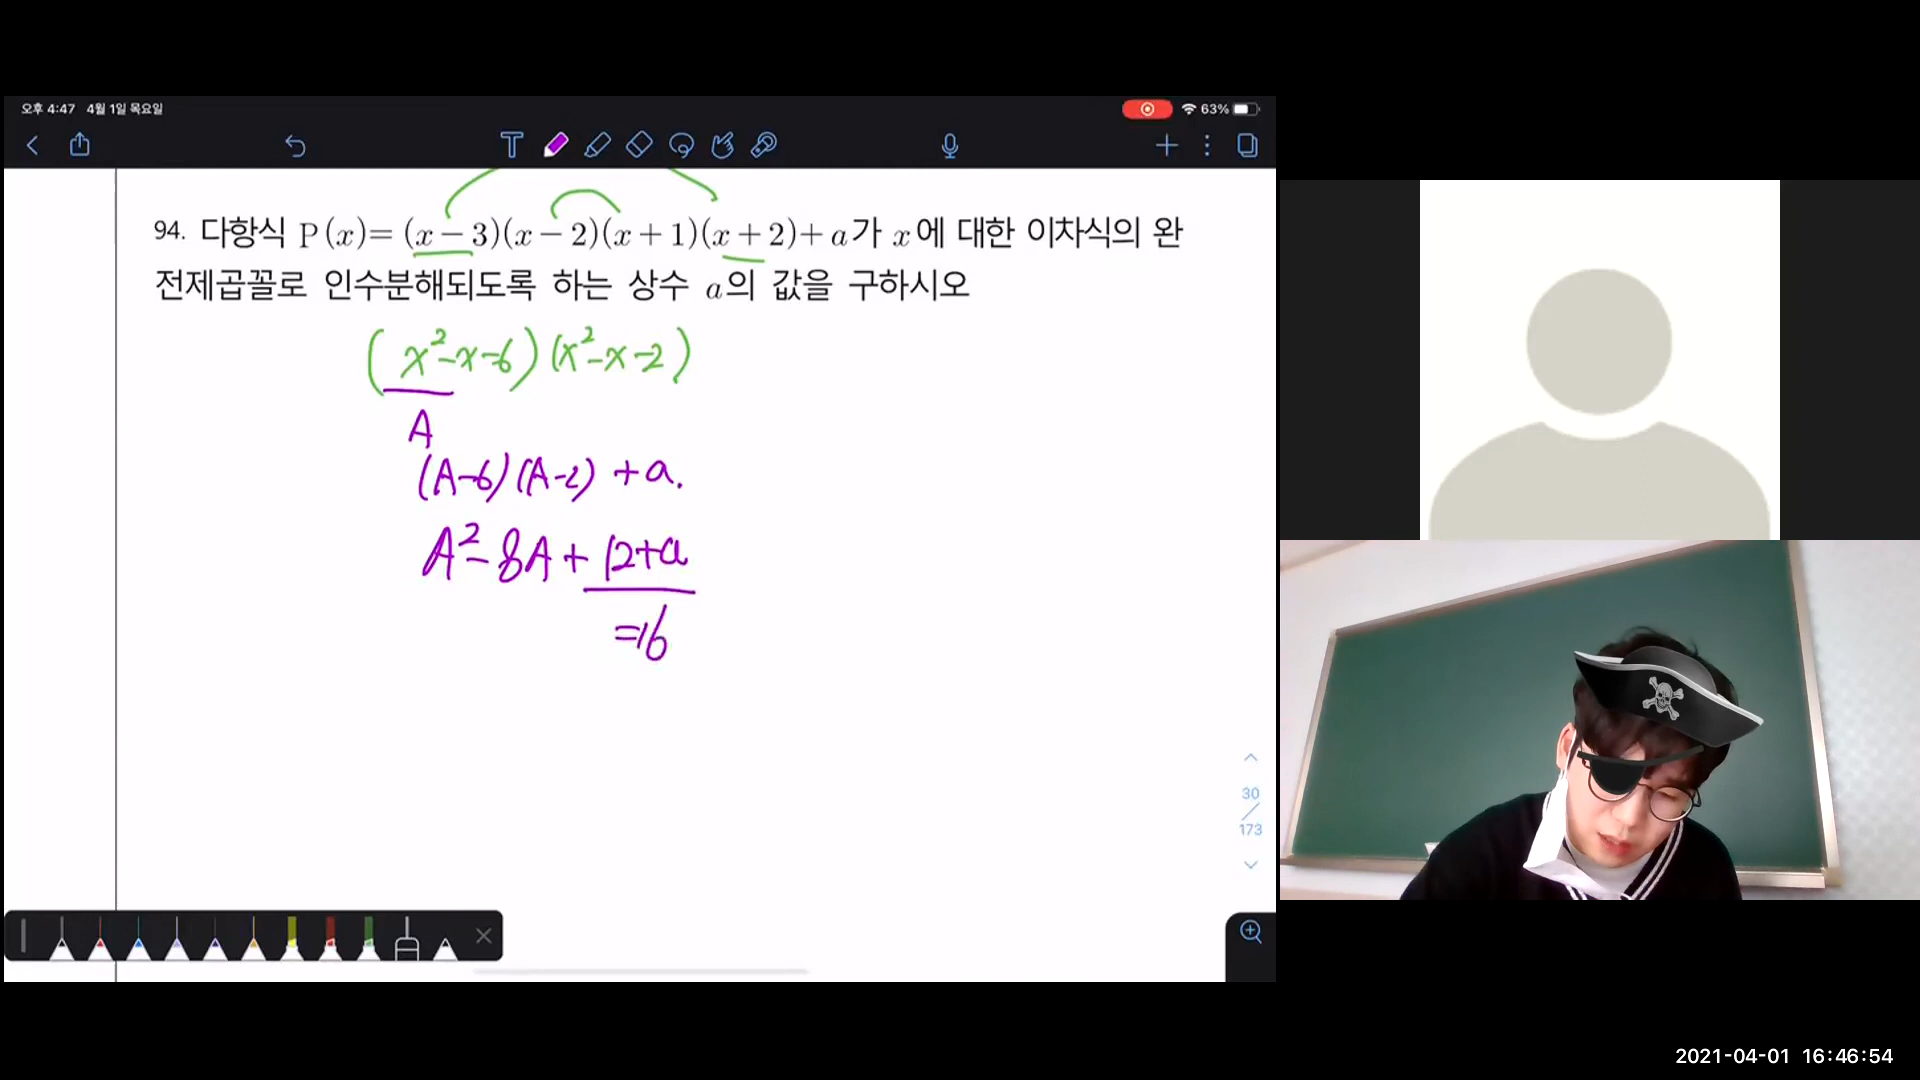 오후 4:47 4월 1일 목요일
63%
94. 다항식 P(x)=(x−3)(x−2)(x+1)(x+2)+a가 x에 대한 이차식의 완
전제곱꼴로 인수분해되도록 하는 상수 a의 값을 구하시오
(x²-x-6)(x²-x-2)
A
(A-6)(A-2)+a.
A²-8A+12+a
=16
30
173
2021-04-01 16:46:54